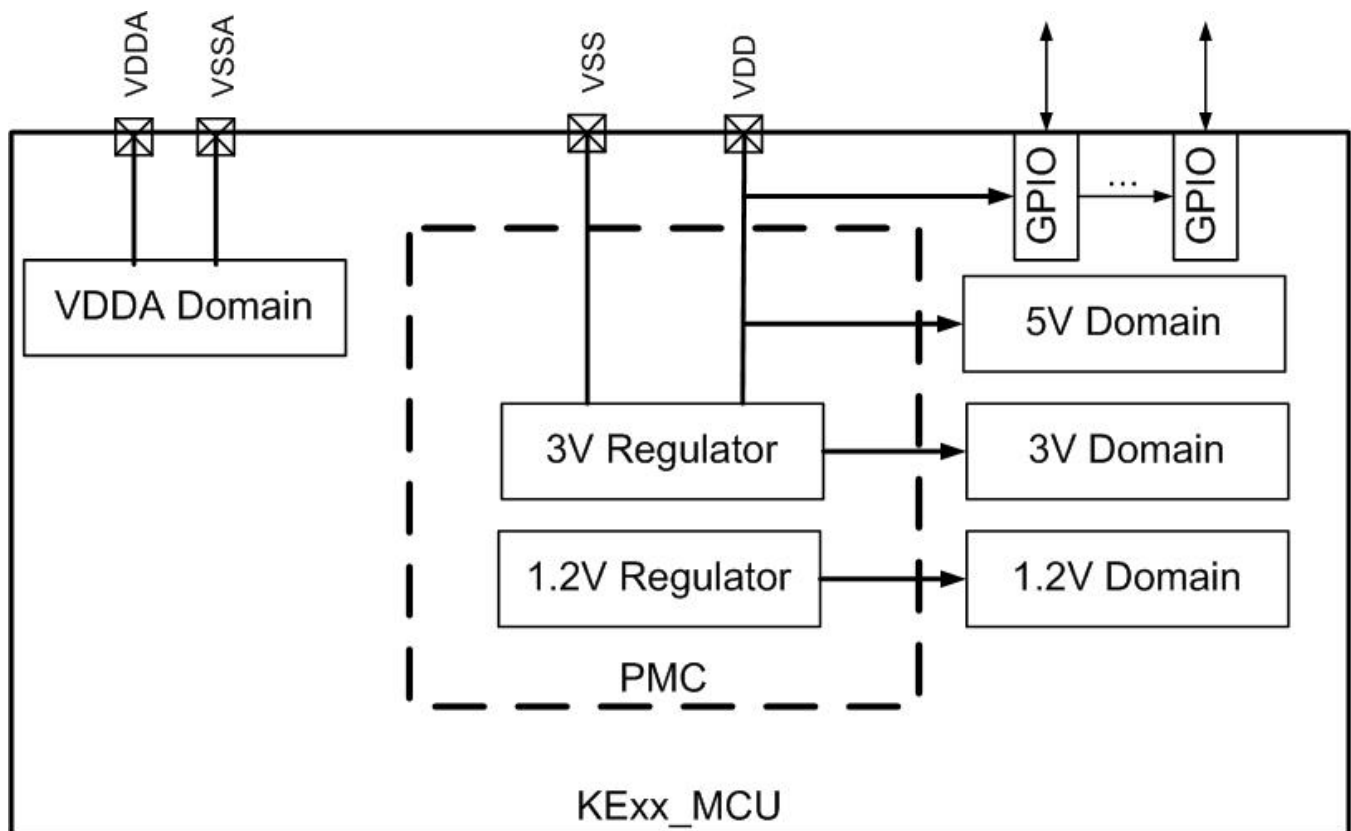 VDDA
VSSA
VSS
VDD
GPIO
...
GPIO
VDDA Domain
5V Domain
3V Regulator
3V Domain
1.2V Regulator
1.2V Domain
PMC
KExx_MCU